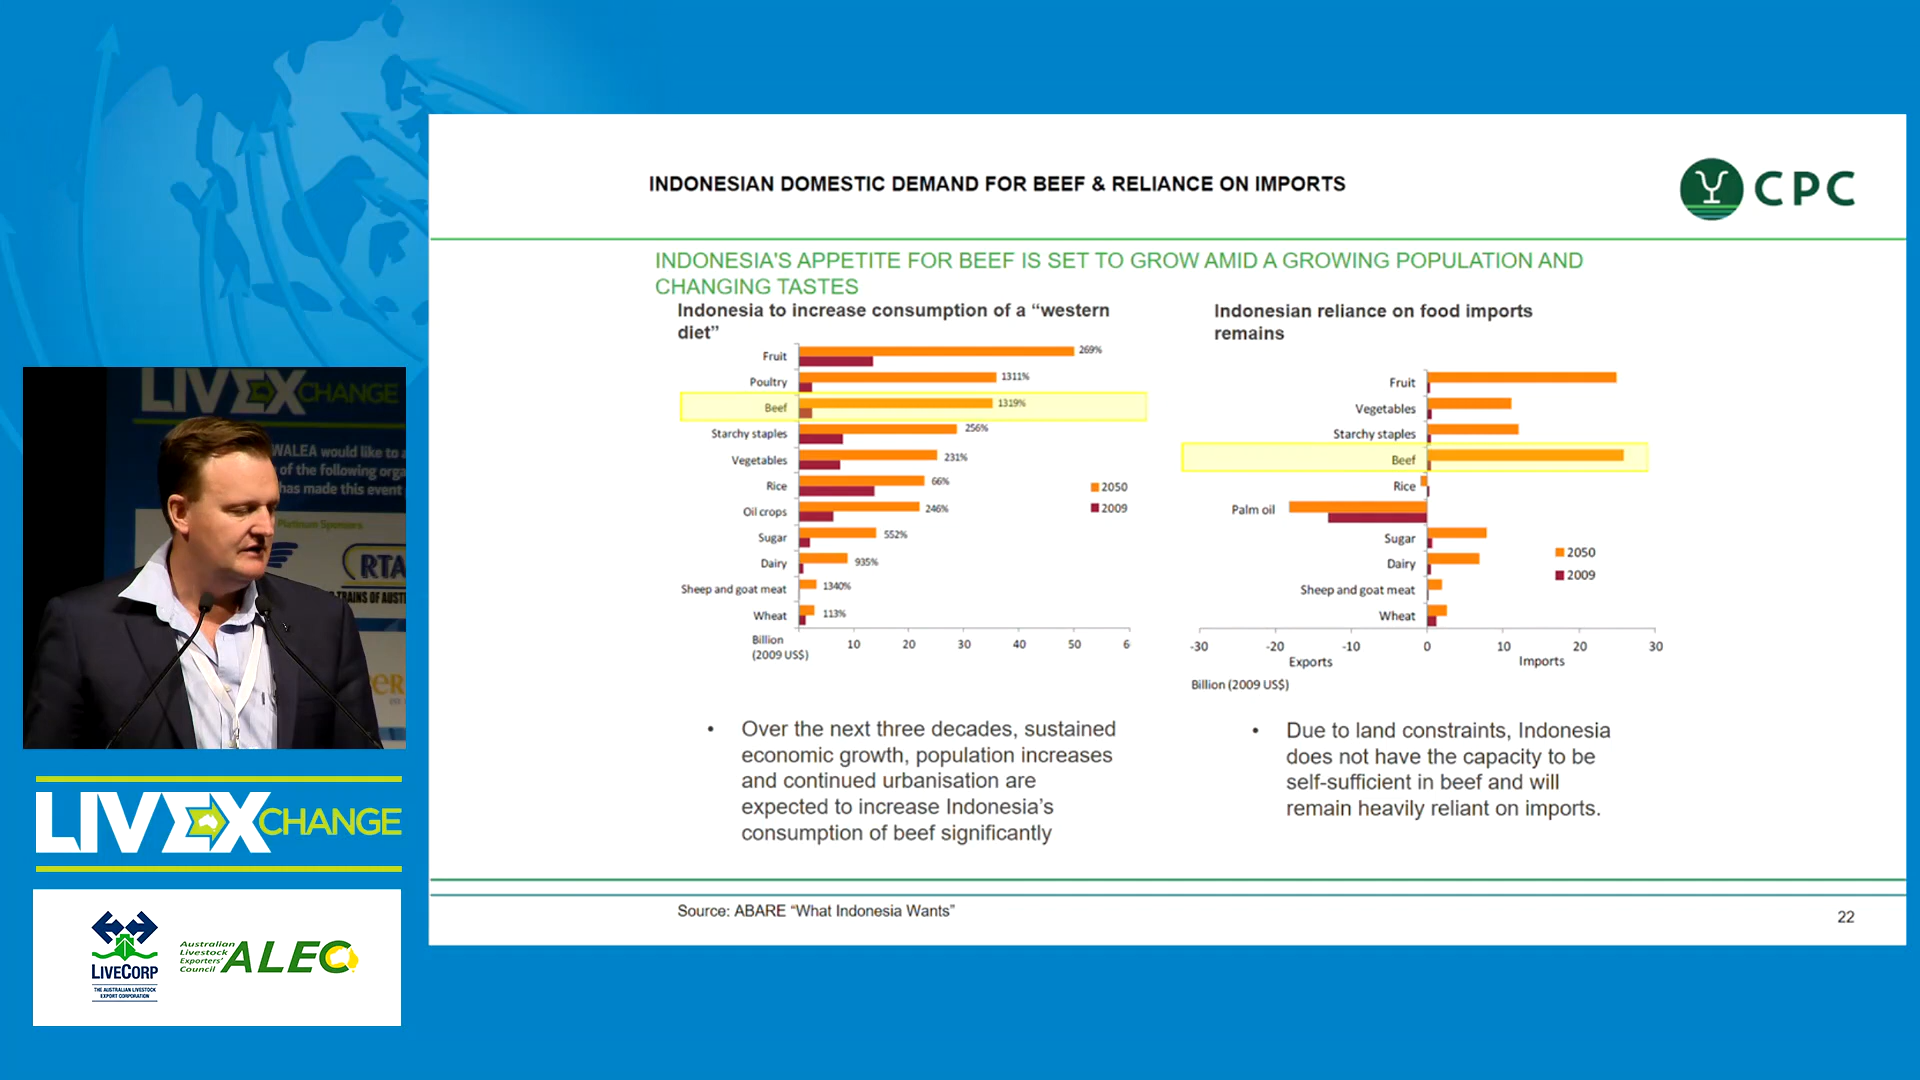 INDONESIAN DOMESTIC DEMAND FOR BEEF & RELIANCE ON IMPORTS
CPC
INDONESIA'S APPETITE FOR BEEF IS SET TO GROW AMID A GROWING POPULATION AND
CHANGING TASTES
Indonesia to increase consumption of a “western
diet”
Fruit 269%
Poultry 1311%
Beef 1319%
Starchy staples 256%
Vegetables 231%
Rice 66%
Oil crops 246%
Sugar 552%
Dairy 935%
Sheep and goat meat 1340%
Wheat 113%
2050
2009
Billion
(2009 US$)
10 20 30 40 50 6
• Over the next three decades, sustained
economic growth, population increases
and continued urbanisation are
expected to increase Indonesia’s
consumption of beef significantly
Indonesian reliance on food imports
remains
Fruit
Vegetables
Starchy staples
Beef
Rice
Palm oil
Sugar
Dairy
Sheep and goat meat
Wheat
2050
2009
-30 -20 -10 0 10 20 30
Exports Imports
Billion (2009 US$)
• Due to land constraints, Indonesia
does not have the capacity to be
self-sufficient in beef and will
remain heavily reliant on imports.
Source: ABARE “What Indonesia Wants”
22
LIVEXCHANGE
WALEA would like to
of the following
has made this event
Platinum Sponsors
RTA
TRAINS OF
LIVEXCHANGE
LIVECORP
THE AUSTRALIAN LIVESTOCK
EXPORT CORPORATION
Australian
Livestock
Exporters'
Council
ALEC